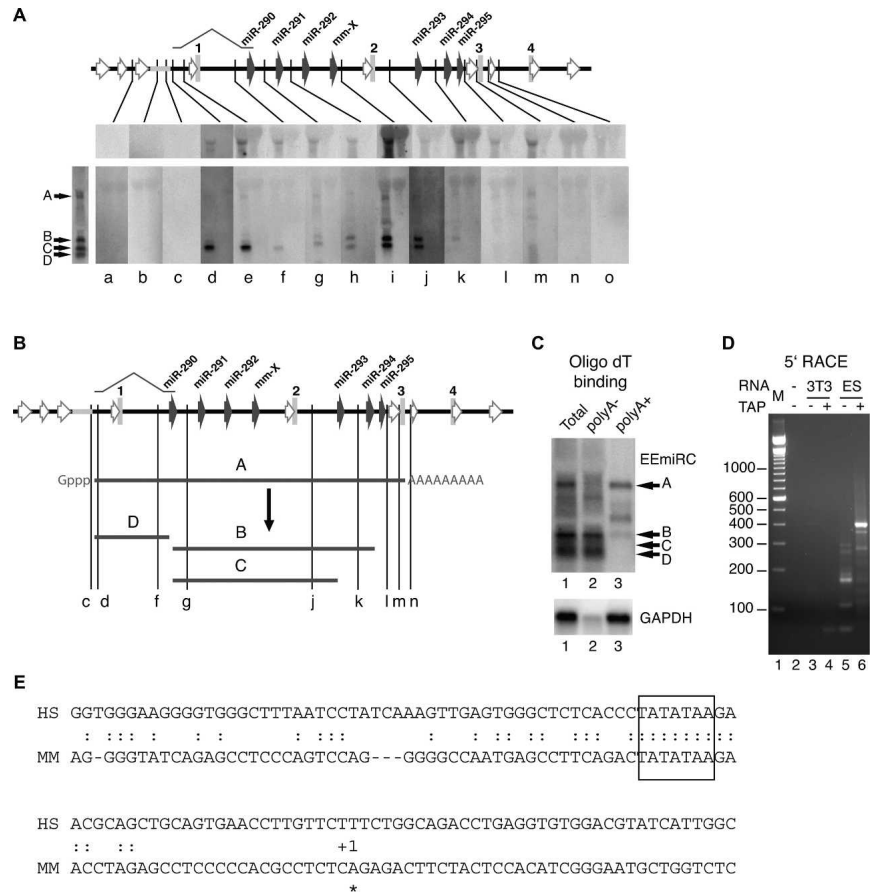 A
miR-290
miR-291
miR-292
mm-X
miR-293
miR-294
miR-295
1 2 3 4
A
B
C
D
a b c d e f g h i j k l m n o
B
miR-290
miR-291
miR-292
mm-X
miR-293
miR-294
miR-295
1 2 3 4
A
Gppp AAAAAAAAA
D
B
C
c d f g j k l m n
C
Oligo dT
binding
Total
polyA-
polyA+
EEmiRC
A
B
C
D
1 2 3
GAPDH
1 2 3
D
5' RACE
RNA - 3T3 ES
M
TAP - - + - +
1000
600
500
400
300
200
100
1 2 3 4 5 6
E
HS GGTGGGAAGGGGTGGGCTTTAATCCTATCAAAGTTGAGTGGGCTCTCACCCTATATAAGA
: ::: : : ::: : : : : : : :::::::::
MM AG-GGGTATCAGAGCCTCCCAGTCCAG---GGGGCCAATGAGCCTTCAGACTATATAAGA
HS ACGCAGCTGCAGTGAACCTTGTTCTTTCTGGCAGACCTGAGGTGTGGACGTATCATTGGC
:: :: +1
MM ACCTAGAGCCTCCCCCACGCCTCTCAGAGACTTCTACTCCACATCGGGAATGCTGGTCTC
*